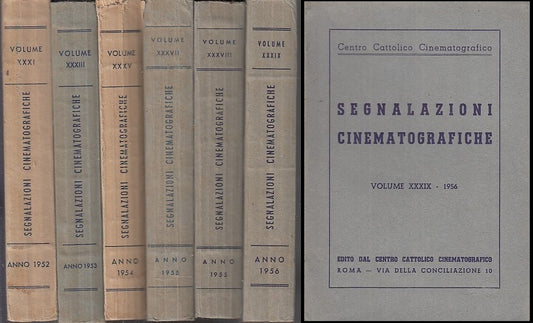 VOLUME
XXXI
SEGNALAZIONI CINEMATOGRAFICHE
ANNO 1952
VOLUME
XXXIII
SEGNALAZIONI CINEMATOGRAFICHE
ANNO 1953
VOLUME
XXXV
SEGNALAZIONI CINEMATOGRAFICHE
ANNO
1954
VOLUME
XXXVII
SEGNALAZIONI CINEMATOGRAFICHE
ANNO
1955
VOLUME
XXXVIII
SEGNALAZIONI CINEMATOGRAFICHE
ANNO
1955
VOLUME
XXXIX
SEGNALAZIONI CINEMATOGRAFICHE
ANNO
1956
Centro Cattolico Cinematografico
SEGNALAZIONI
CINEMATOGRAFICHE
VOLUME XXXIX - 1956
EDITO DAL CENTRO CATTOLICO CINEMATOGRAFICO
ROMA — VIA DELLA CONCILIAZIONE 10